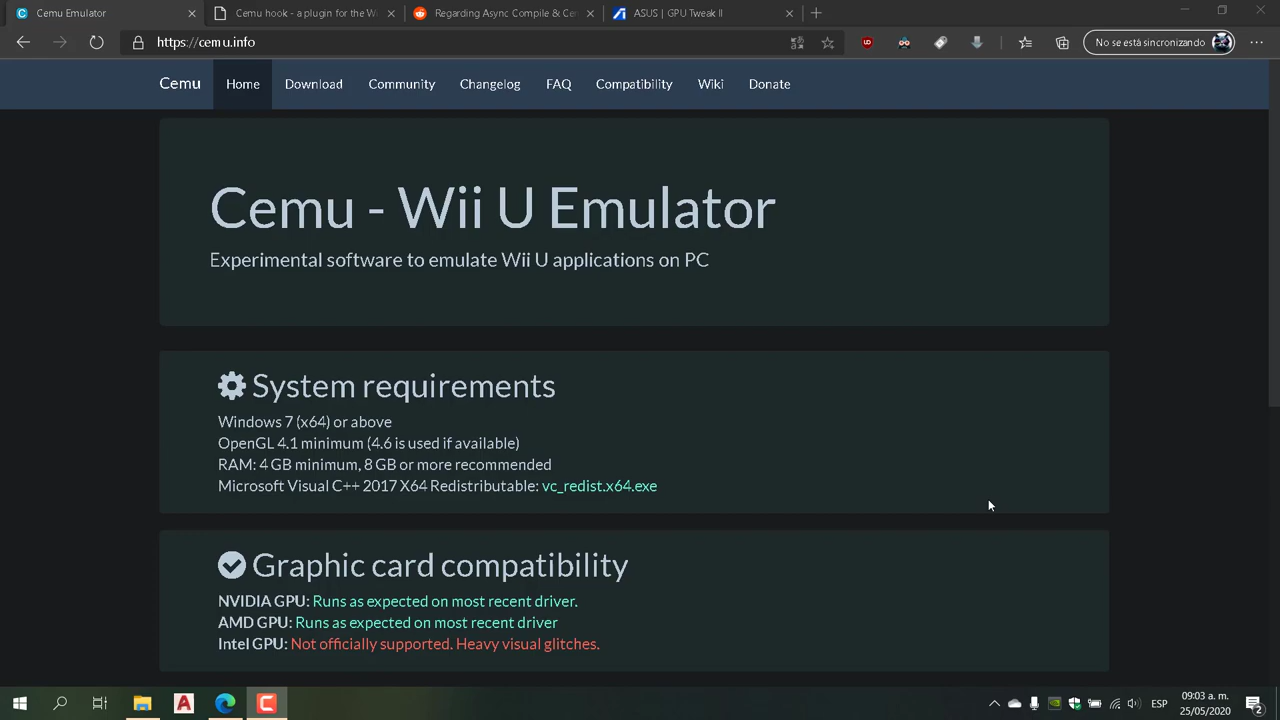 Cemu Emulator
Cemu hook - a plugin for the W
Regarding Async Compile & Ce
ASUS | GPU Tweak II
https://cemu.info
No se está sincronizando
Cemu
Home
Download
Community
Changelog
FAQ
Compatibility
Wiki
Donate
Cemu - Wii U Emulator
Experimental software to emulate Wii U applications on PC
System requirements
Windows 7 (x64) or above
OpenGL 4.1 minimum (4.6 is used if available)
RAM: 4 GB minimum, 8 GB or more recommended
Microsoft Visual C++ 2017 X64 Redistributable: vc_redist.x64.exe
Graphic card compatibility
NVIDIA GPU: Runs as expected on most recent driver.
AMD GPU: Runs as expected on most recent driver
Intel GPU: Not officially supported. Heavy visual glitches.
ESP
09:03 a. m.
25/05/2020
2